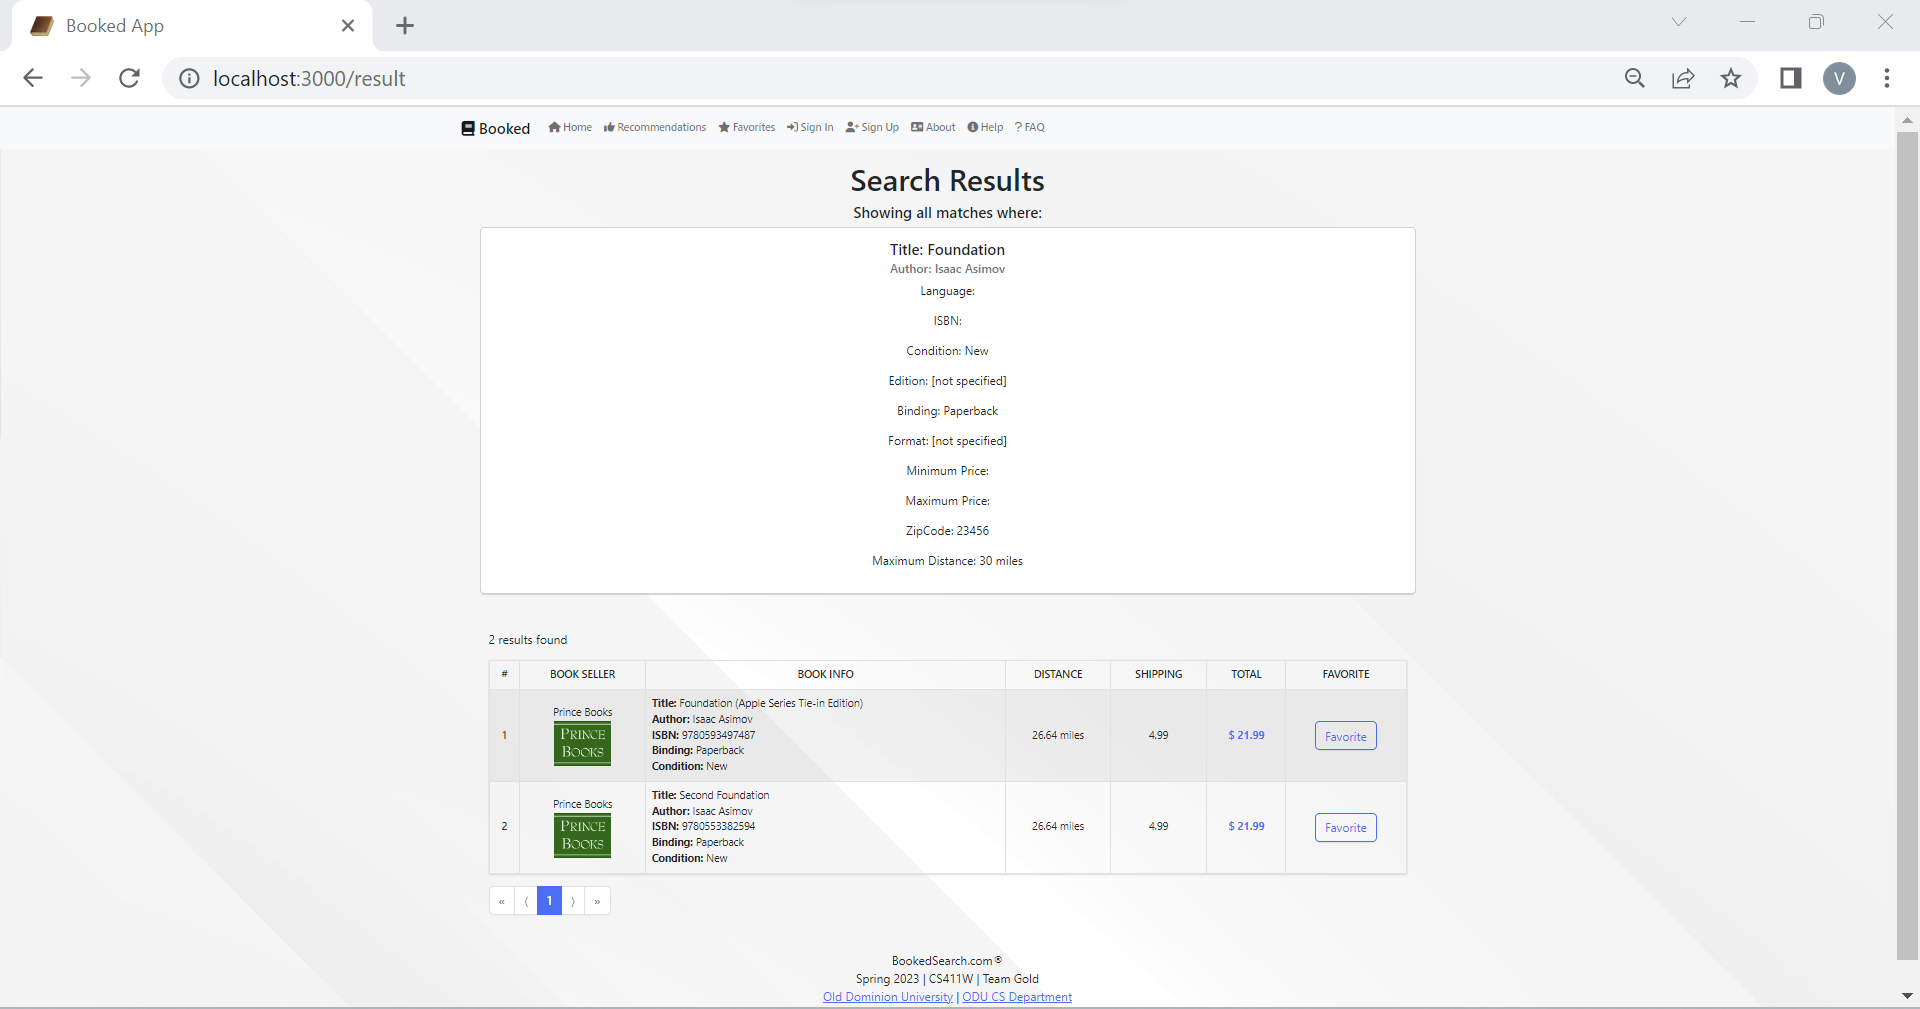 Booked App
localhost:3000/result
V
Booked Home Recommendations Favorites Sign In Sign Up About Help ? FAQ
Search Results
Showing all matches where:
Title: Foundation
Author: Isaac Asimov
Language:
ISBN:
Condition: New
Edition: [not specified]
Binding: Paperback
Format: [not specified]
Minimum Price:
Maximum Price:
ZipCode: 23456
Maximum Distance: 30 miles
2 results found
# BOOK SELLER BOOK INFO DISTANCE SHIPPING TOTAL FAVORITE
1 Prince Books PRINCE BOOKS
Title: Foundation (Apple Series Tie-in Edition)
Author: Isaac Asimov
ISBN: 9780593497487
Binding: Paperback
Condition: New
26.64 miles 4.99 $ 21.99 Favorite
2 Prince Books PRINCE BOOKS
Title: Second Foundation
Author: Isaac Asimov
ISBN: 9780553382594
Binding: Paperback
Condition: New
26.64 miles 4.99 $ 21.99 Favorite
« ⟨ 1 ⟩ »
BookedSearch.com®
Spring 2023 | CS411W | Team Gold
Old Dominion University | ODU CS Department